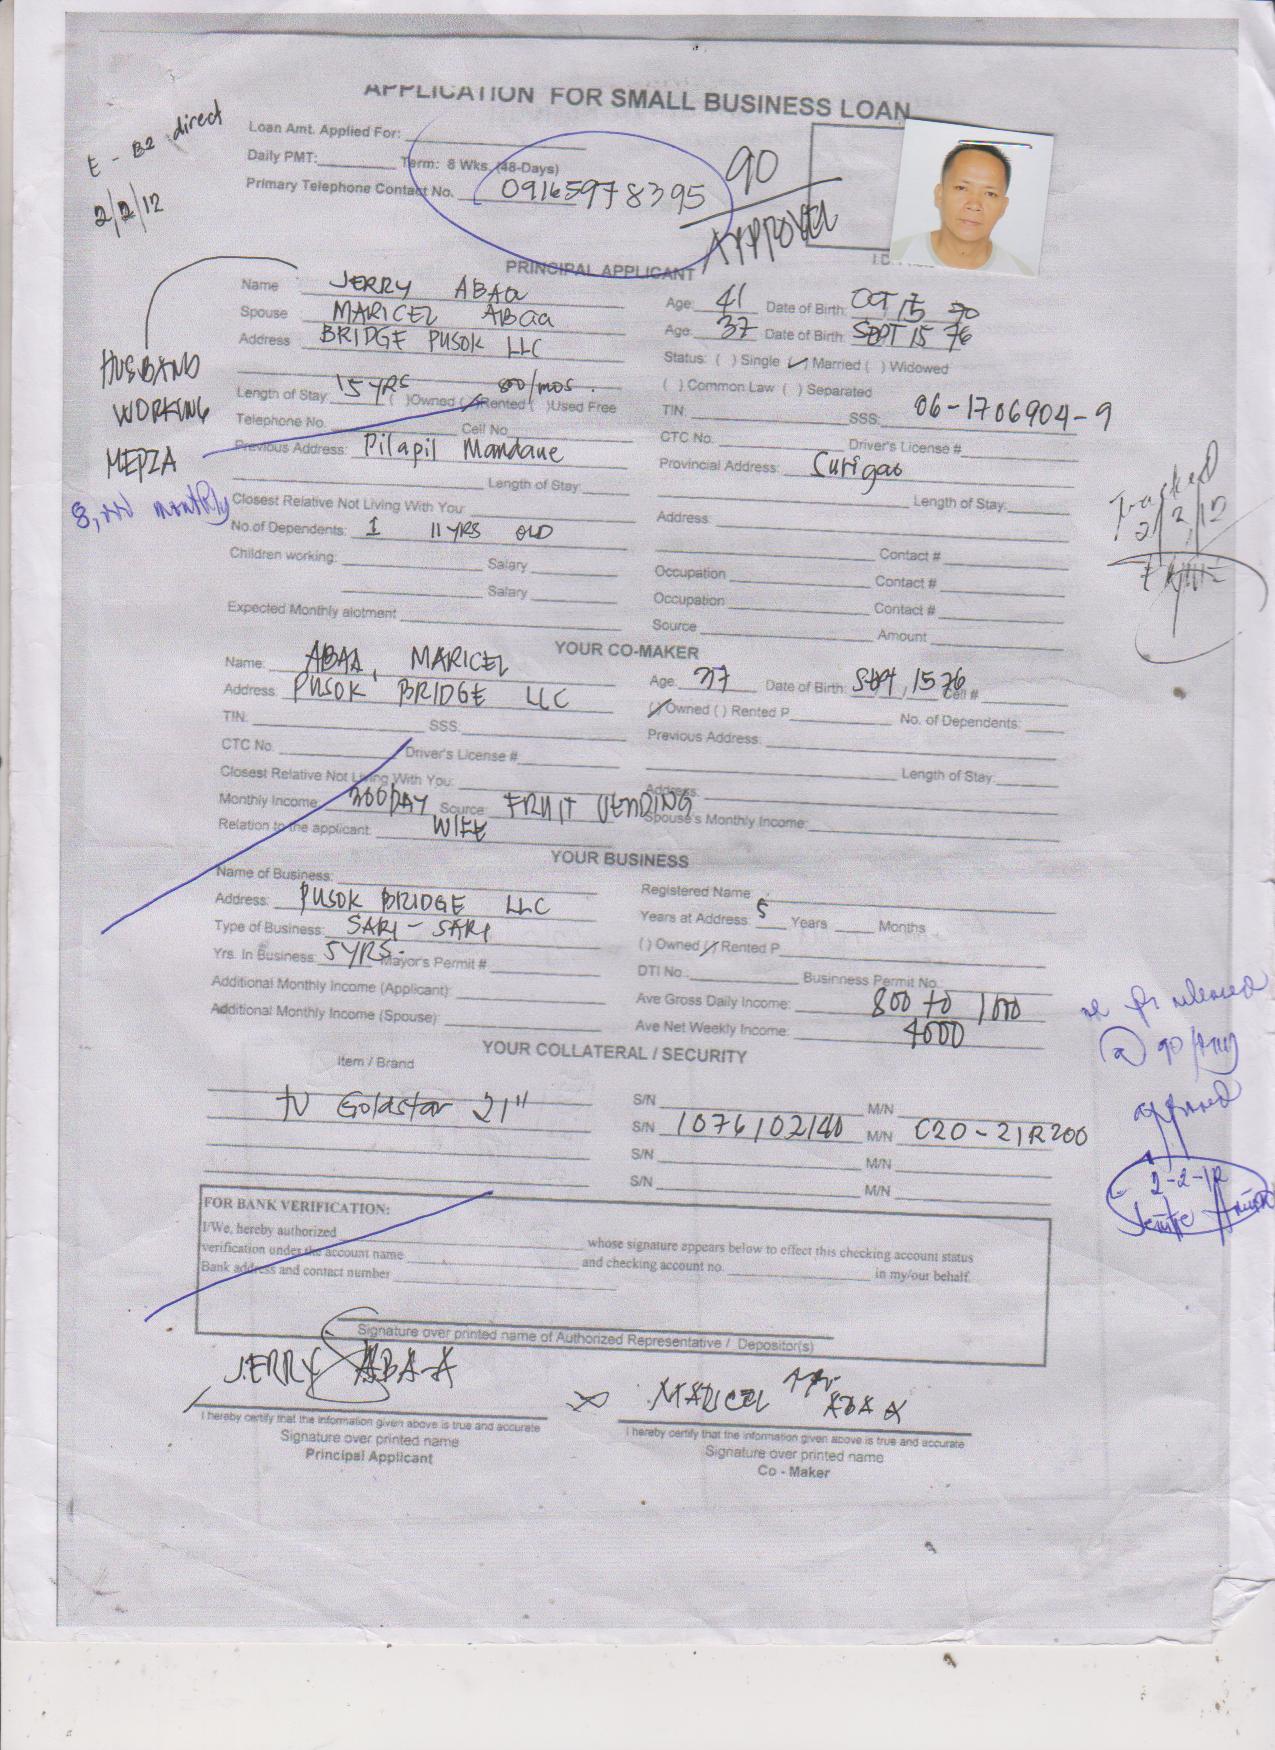 APPLICATION FOR SMALL BUSINESS LOAN
E - B2 direct
2/2/12
Loan Amt. Applied For:
Daily PMT: Term: 8 Wks. (48-Days)
Primary Telephone Contact No. 09165978395
90
APPROVED
PRINCIPAL APPLICANT
Name JERRY ABAa Age: 41 Date of Birth: OCT 15 70
Spouse MARICEL ABaa Age: 37 Date of Birth: SEPT 15 76
Address BRIDGE PUSOK LLC Status: ( ) Single (✓) Married ( ) Widowed
( ) Common Law ( ) Separated
Length of Stay: 15 YRS 800/mos. ( )Owned (✓)Rented ( )Used Free
TIN: SSS: 06-1706904-9
Telephone No. Cell No.
CTC No. Driver's License #
Previous Address: Pilapil Mandaue Provincial Address: Surigao
Length of Stay: Length of Stay:
HUSBAND
WORKING
MEPZA
monthly
Closest Relative Not Living With You: Address:
No.of Dependents: 1 11 YRS OLD Contact #
Children working: Salary Occupation Contact #
Salary Occupation Contact #
Expected Monthly alotment Source Amount
Tracked
2/2/12
YOUR CO-MAKER
Name: ABAA, MARICEL Age: 37 Date of Birth: SEPT, 15 76 Cell #
Address: PUSOK BRIDGE LLC (✓) Owned ( ) Rented P No. of Dependents:
TIN: SSS: Previous Address:
CTC No. Driver's License # Length of Stay:
Closest Relative Not Living With You: Address:
Monthly Income: 300/DAY Source: FRUIT VENDING Spouse's Monthly Income:
Relation to the applicant: WIFE
YOUR BUSINESS
Name of Business: Registered Name:
Address: PUSOK BRIDGE LLC Years at Address: 5 Years Months
Type of Business: SARI - SARI ( ) Owned (✓) Rented P
Yrs. In Business: 5 YRS. Mayor's Permit # DTI No.: Businness Permit No.
Additional Monthly Income (Applicant): Ave Gross Daily Income: 800 to 1000
Additional Monthly Income (Spouse): Ave Net Weekly Income: 4000
YOUR COLLATERAL / SECURITY
Item / Brand
S/N M/N
TV Goldstar 21" S/N 1076102140 M/N C20-21R200
S/N M/N
S/N M/N
released
@ 90
approved
2-2-12
FOR BANK VERIFICATION:
I/We, hereby authorized whose signature appears below to effect this checking account status
verification under the account name and checking account no. in my/our behalf.
Bank address and contact number
Signature over printed name of Authorized Representative / Depositor(s)
JERRY ABAA MARICEL ABAA
I hereby certify that the information given above is true and accurate I hereby certify that the information given above is true and accurate
Signature over printed name Signature over printed name
Principal Applicant Co - Maker